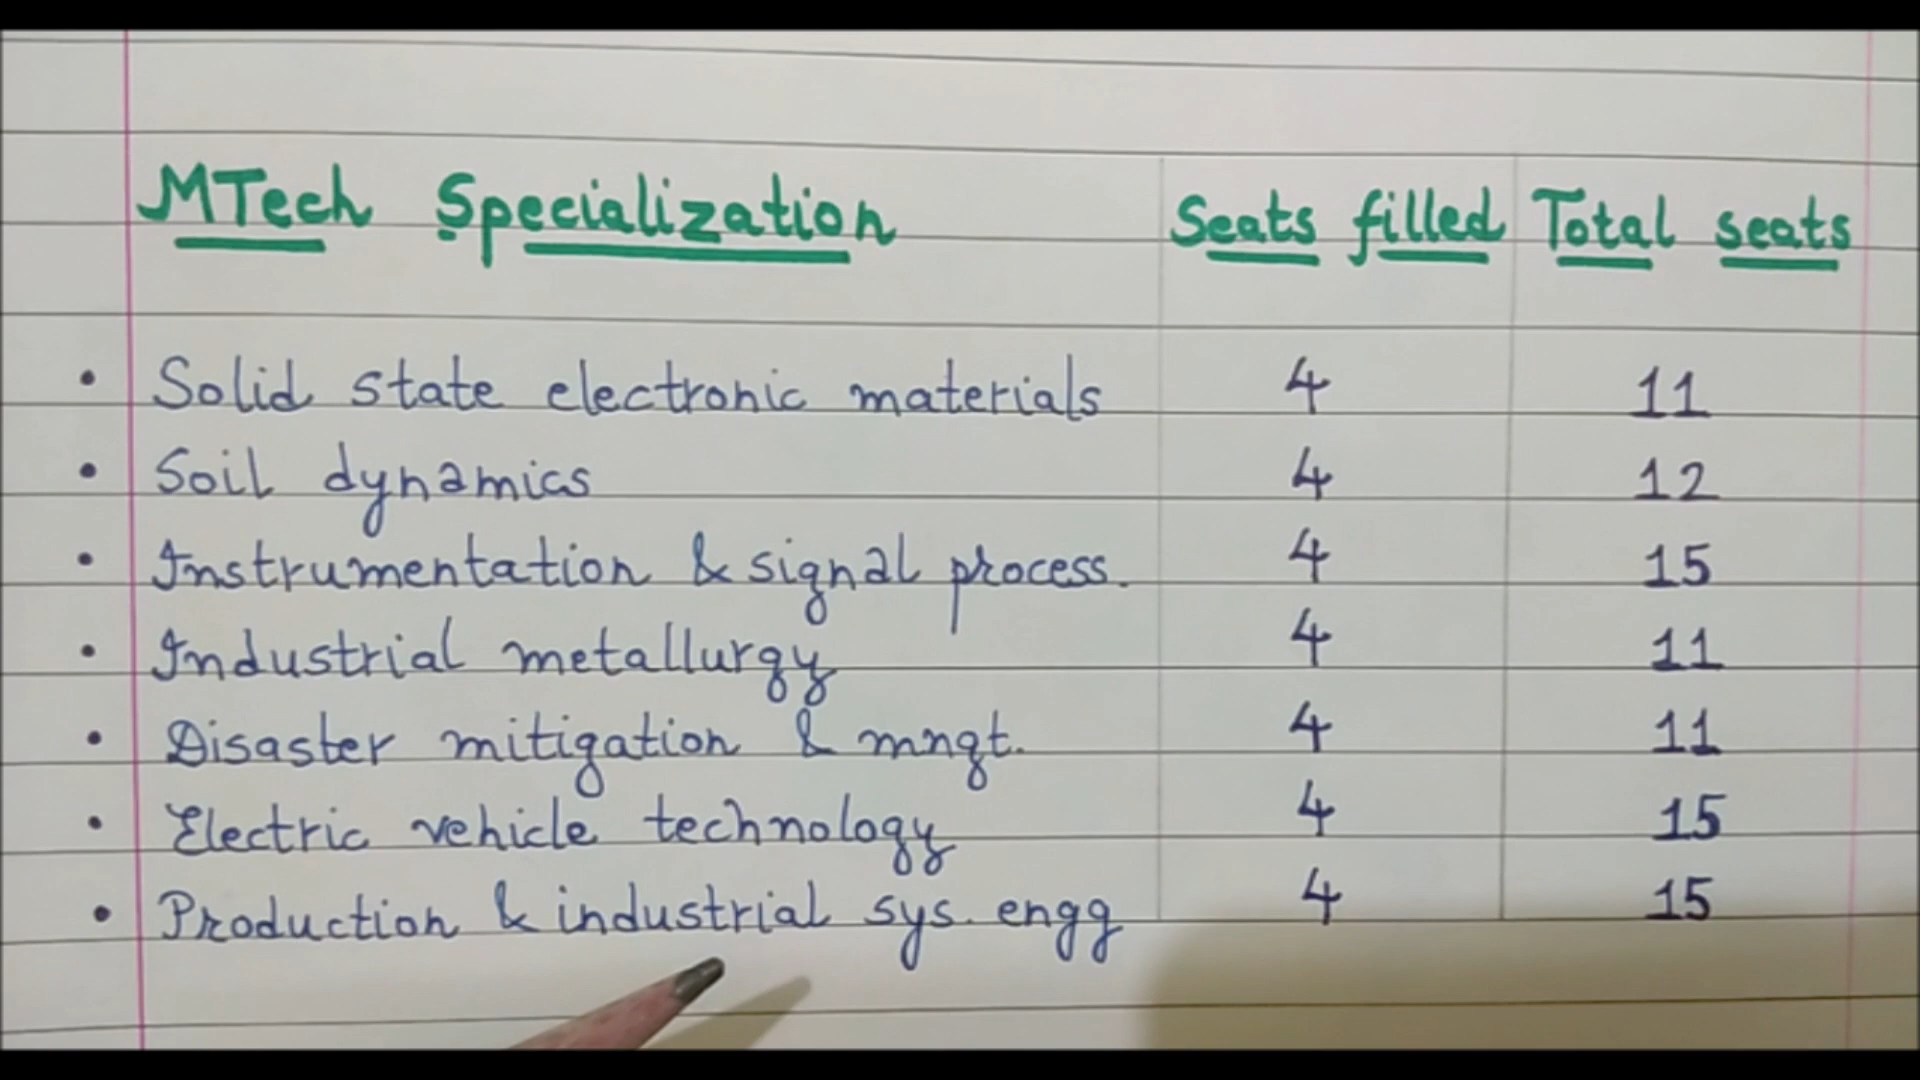 MTech Specialization Seats filled Total seats
• Solid state electronic materials 4 11
• Soil dynamics 4 12
• Instrumentation & signal process. 4 15
• Industrial metallurgy 4 11
• Disaster mitigation & mngt. 4 11
• Electric vehicle technology 4 15
• Production & industrial sys. engg 4 15